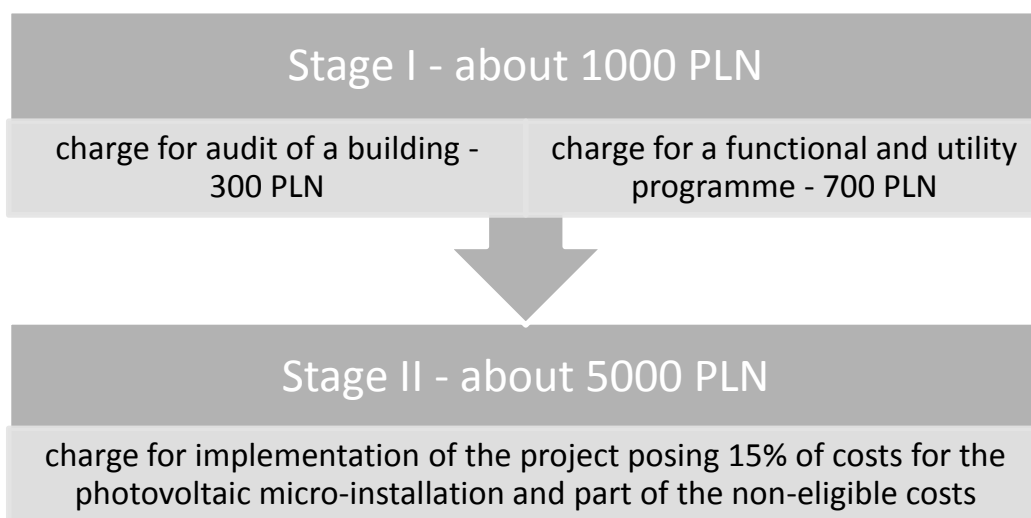 Stage I - about 1000 PLN
charge for audit of a building -
300 PLN
charge for a functional and utility
programme - 700 PLN
Stage II - about 5000 PLN
charge for implementation of the project posing 15% of costs for the
photovoltaic micro-installation and part of the non-eligible costs